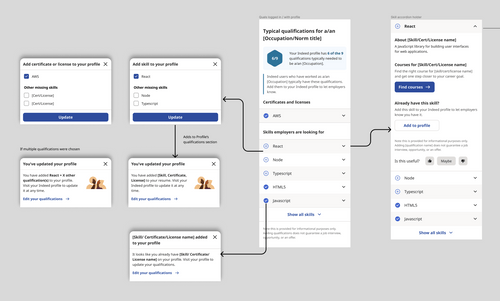 Add certificate or license to your profile
AWS
Other missing skills
[Cert/License]
[Cert/License]
Update
If multiple qualifications were chosen
You've updated your profile
You have added React + X other
qualification(s) to your profile.
Visit your Indeed profile to update
it at any time.
Edit your qualifications
Add skill to your profile
React
Other missing skills
Node
Typescript
Update
Adds to Profile's
qualifications section
You've updated your profile
You have added [Skill, Certificate,
License] to your resume. Visit your
Indeed profile to update it at any
time.
Edit your qualifications
[Skill/ Certificate/License name] added
to your profile
It looks like you already have [Skill/ Certificate/
License name] on your profile. Visit your profile to
update your qualifications.
Edit your qualifications
Typical qualifications for a/an
[Occupation/Norm title]
6/9
Your Indeed profile has 6 of the 9
qualifications typically needed to
be a/an [Occupation].
Indeed users who have worked as a/an
[Occupation] typically have these qualifications.
Add them to your Indeed profile to let employers
know.
Certificates and licenses
AWS
Skills employers are looking for
React
Node
Typescript
HTML5
Javascript
Show all skills
React
About [Skill/Cert/License name]
A JavaScript library for building user interfaces
for web applications.
Courses for [Skill/Cert/License name]
Find the right course for [skill/cert/license name]
and get one step closer to your career goal.
Find courses
Already have this skill?
Add this skill to your Indeed profile to let employers
know you have it.
Add to profile
Is this useful?
Maybe
Node
Typescript
HTML5
Javascript
Show all skills